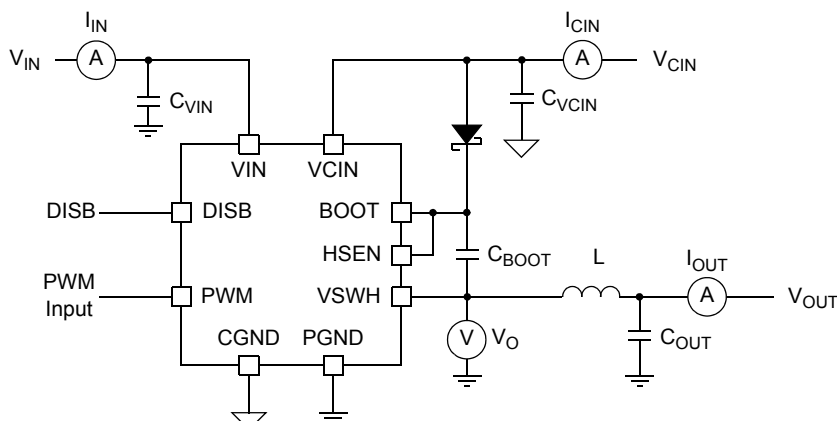 I_IN
I_CIN
V_IN
A
A
V_CIN
C_VIN
C_VCIN
VIN
VCIN
DISB
DISB
BOOT
HSEN
C_BOOT
L
I_OUT
PWM
Input
PWM
VSWH
A
V_OUT
V
V_O
C_OUT
CGND
PGND